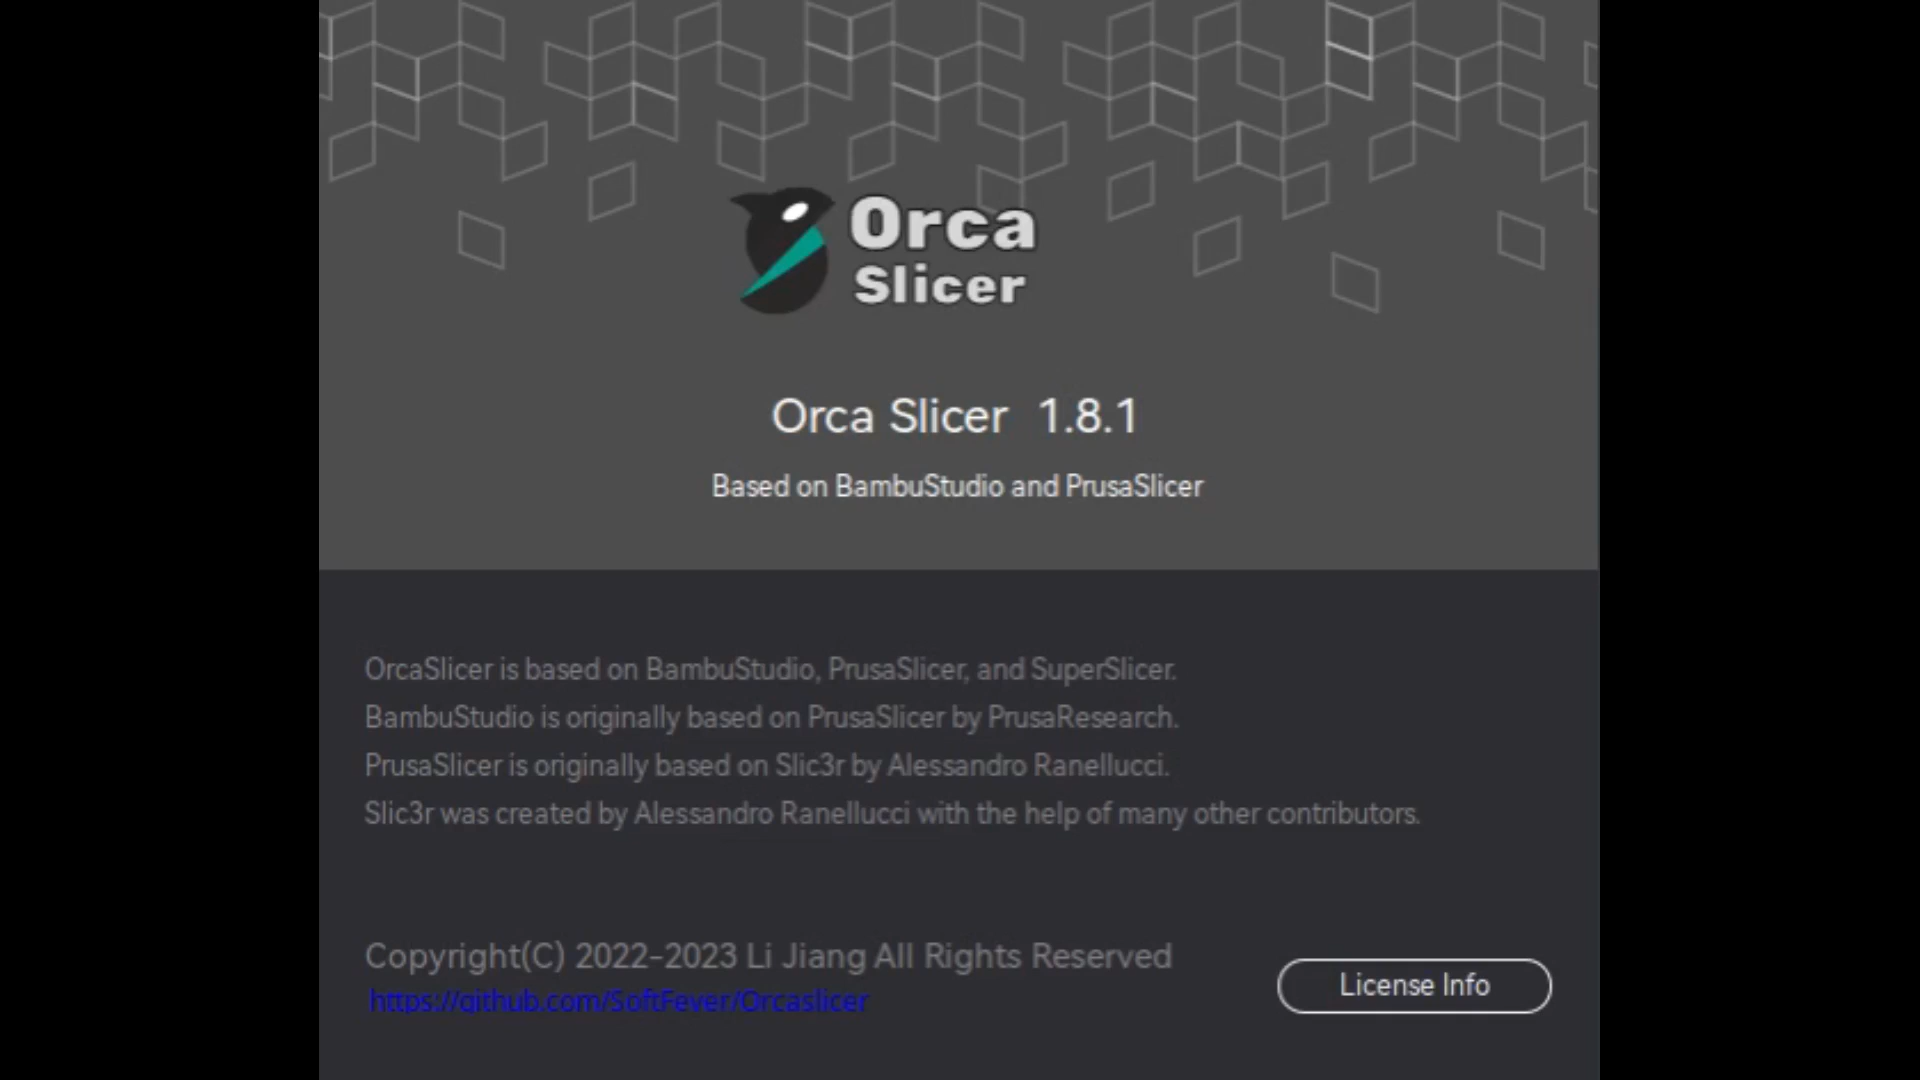 Orca
Slicer
Orca Slicer 1.8.1
Based on BambuStudio and PrusaSlicer
OrcaSlicer is based on BambuStudio, PrusaSlicer, and SuperSlicer.
BambuStudio is originally based on PrusaSlicer by PrusaResearch.
PrusaSlicer is originally based on Slic3r by Alessandro Ranellucci.
Slic3r was created by Alessandro Ranellucci with the help of many other contributors.
Copyright(C) 2022-2023 Li Jiang All Rights Reserved
https://github.com/SoftFever/Orcaslicer
License Info